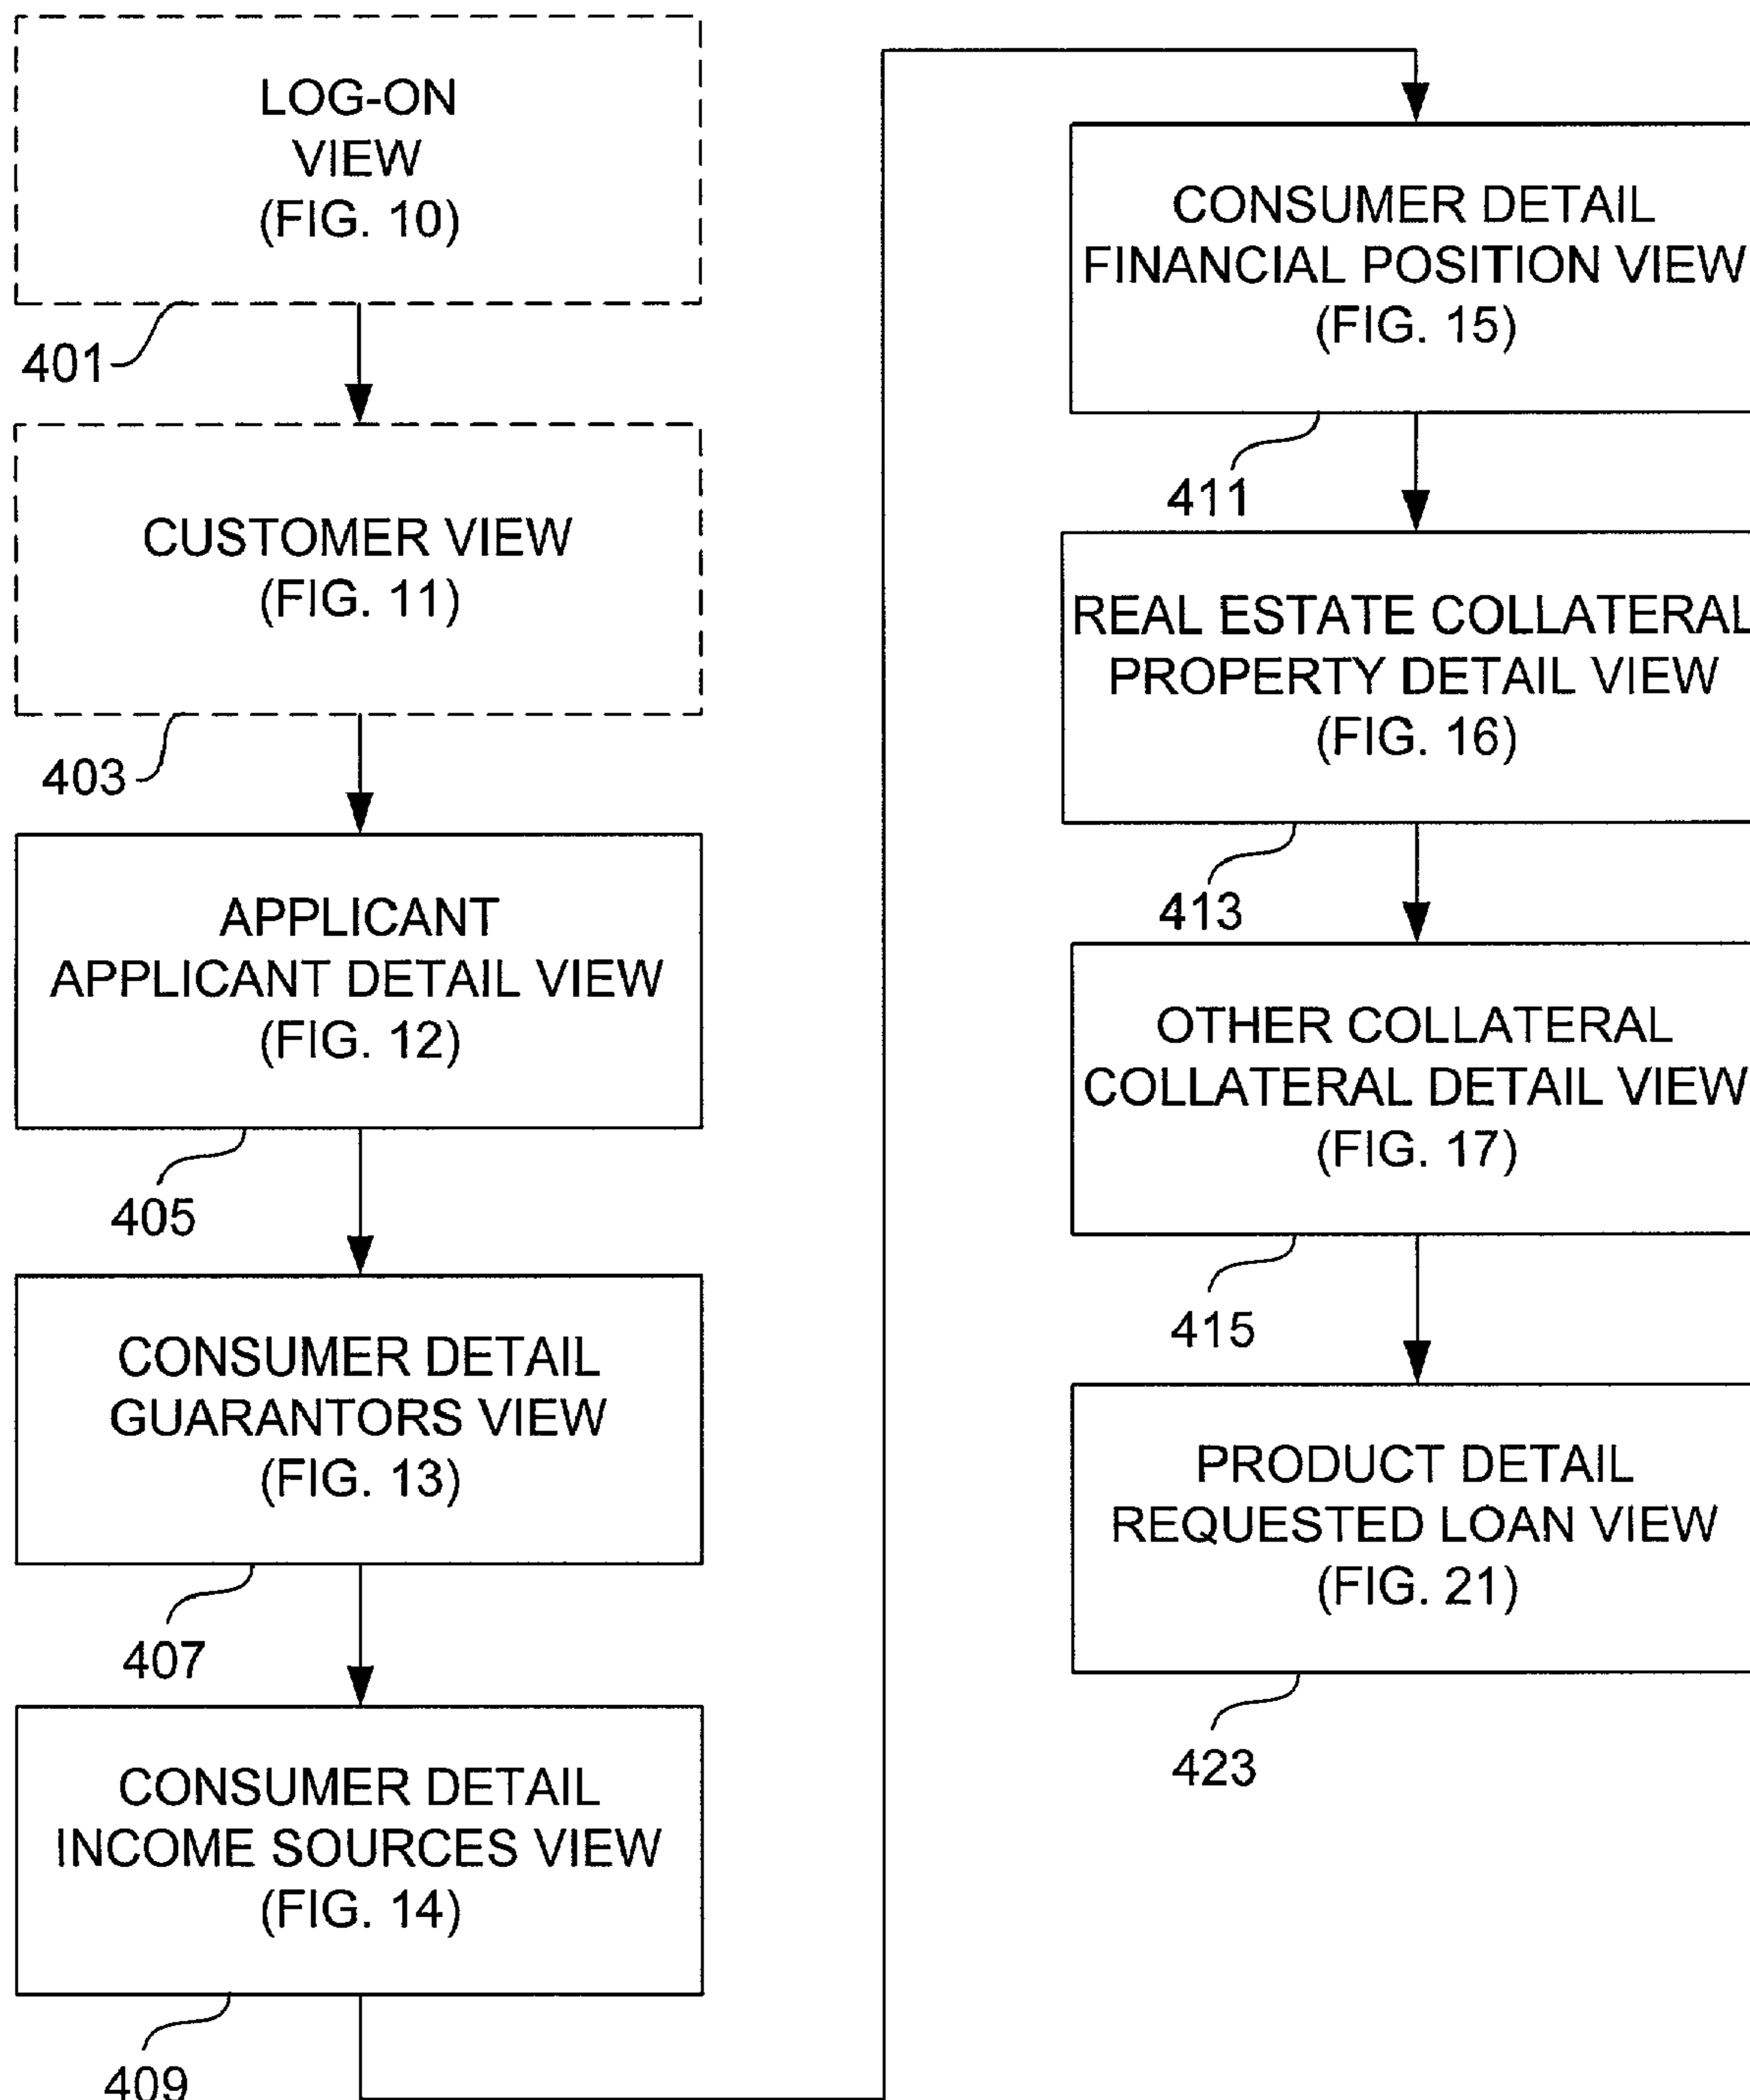 LOG-ON
VIEW
(FIG. 10)
401
CUSTOMER VIEW
(FIG. 11)
403
APPLICANT
APPLICANT DETAIL VIEW
(FIG. 12)
405
CONSUMER DETAIL
GUARANTORS VIEW
(FIG. 13)
407
CONSUMER DETAIL
INCOME SOURCES VIEW
(FIG. 14)
409
CONSUMER DETAIL
FINANCIAL POSITION VIEW
(FIG. 15)
411
REAL ESTATE COLLATERAL
PROPERTY DETAIL VIEW
(FIG. 16)
413
OTHER COLLATERAL
COLLATERAL DETAIL VIEW
(FIG. 17)
415
PRODUCT DETAIL
REQUESTED LOAN VIEW
(FIG. 21)
423